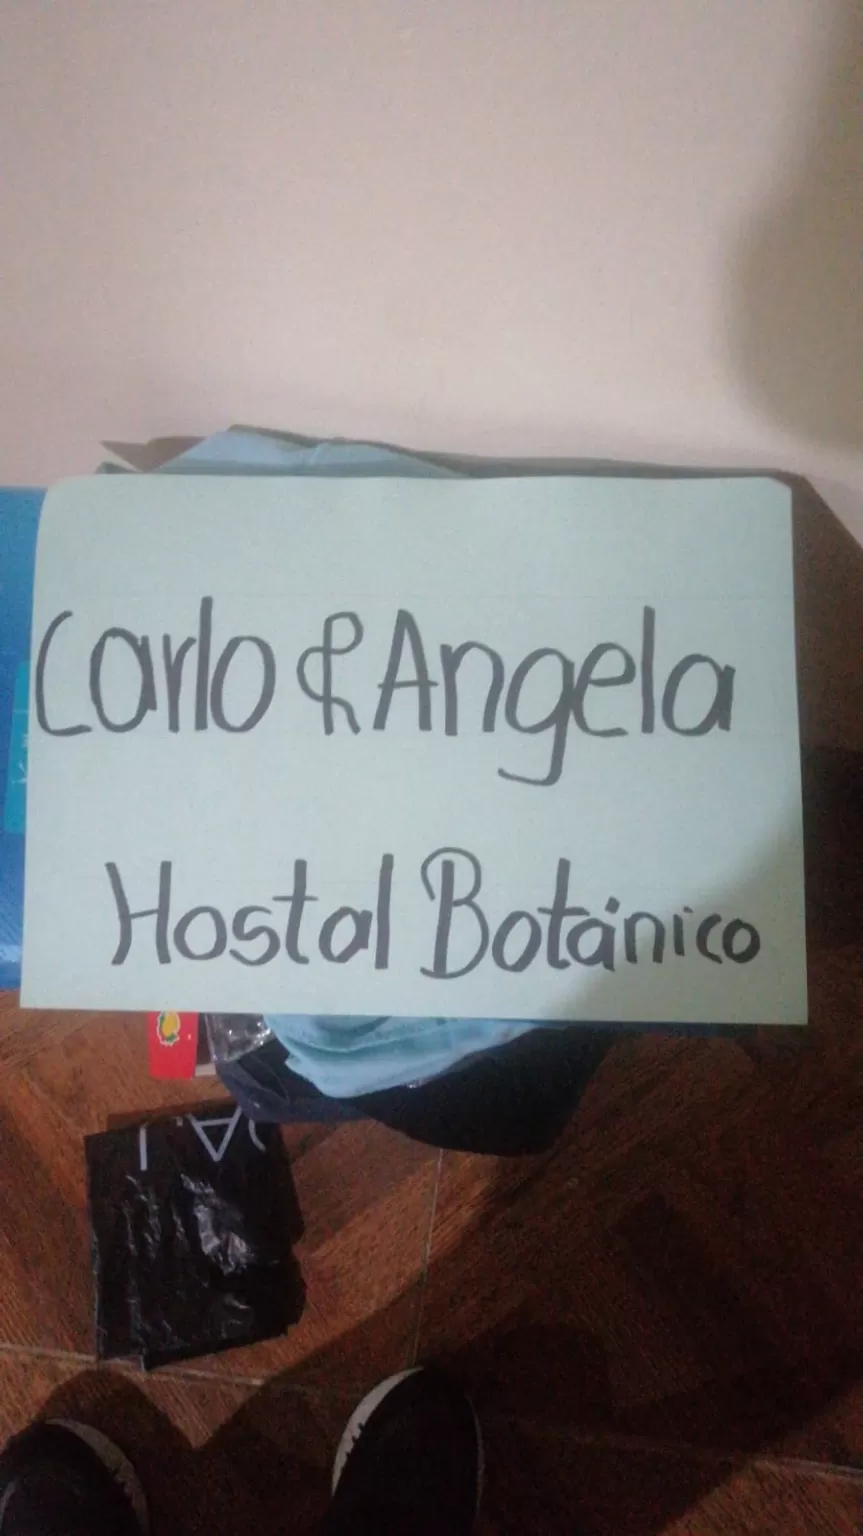 Carlo & Angela
Hostal Botánico